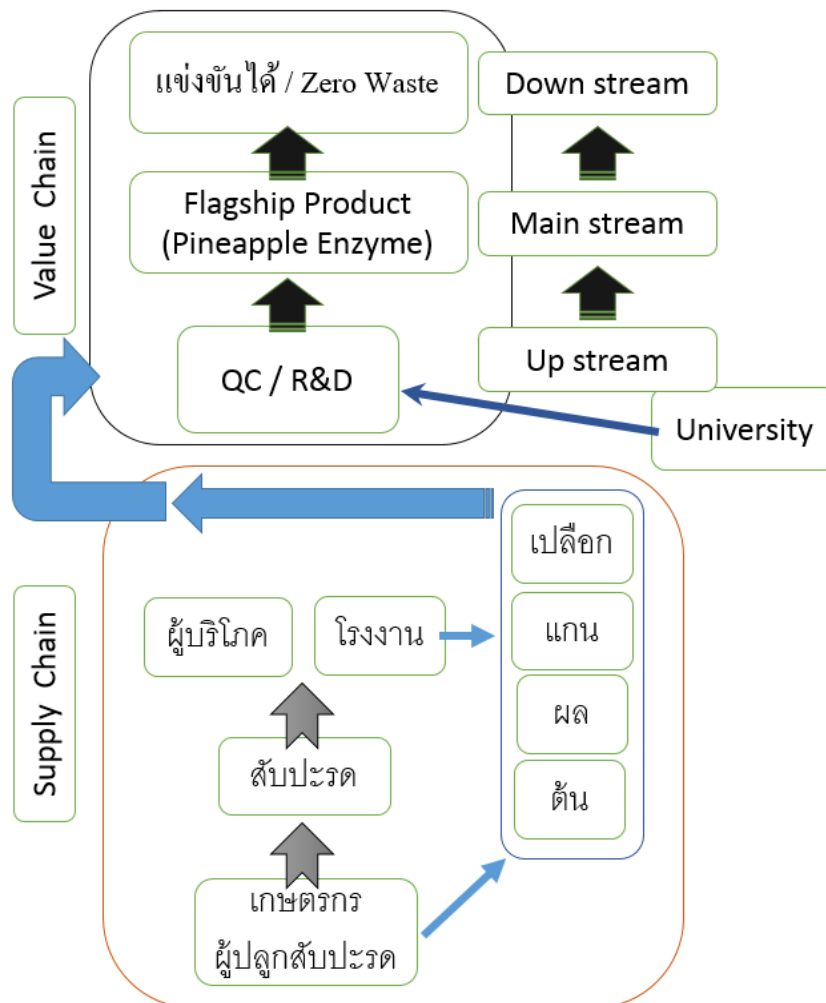 แข่งขันได้ / Zero Waste
Down stream
Value Chain
Flagship Product
(Pineapple Enzyme)
Main stream
QC / R&D
Up stream
University
เปลือก
Supply Chain
ผู้บริโภค
โรงงาน
แกน
ผล
สับปะรด
ต้น
เกษตรกร
ผู้ปลูกสับปะรด